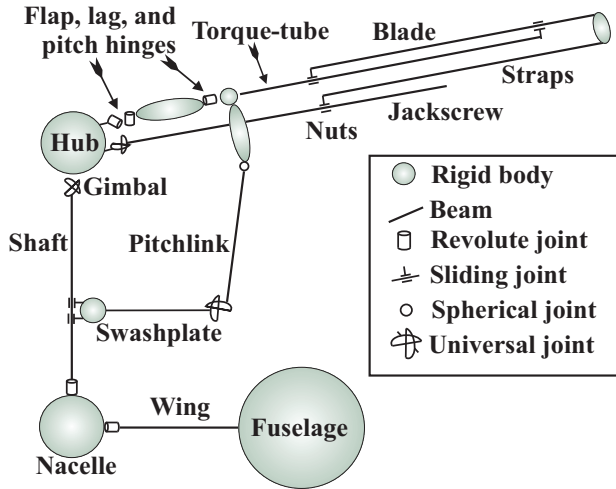 Flap, lag, and
pitch hinges
Torque-tube
Blade
Straps
Jackscrew
Nuts
Hub
Gimbal
Shaft
Pitchlink
Swashplate
Wing
Fuselage
Nacelle
Rigid body
Beam
Revolute joint
Sliding joint
Spherical joint
Universal joint